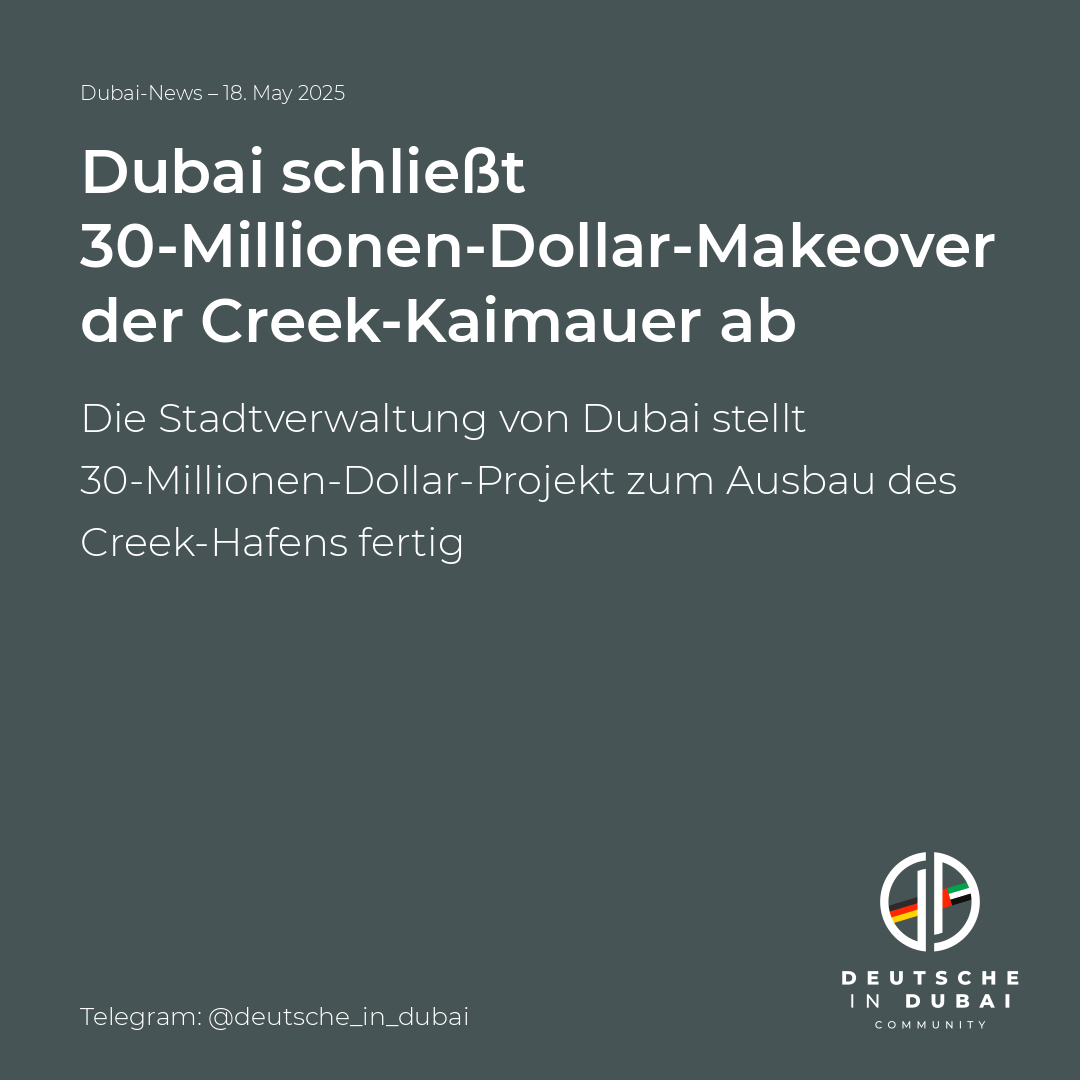 Dubai-News – 18. May 2025
Dubai schließt
30-Millionen-Dollar-Makeover
der Creek-Kaimauer ab
Die Stadtverwaltung von Dubai stellt
30-Millionen-Dollar-Projekt zum Ausbau des
Creek-Hafens fertig
DEUTSCHE
IN DUBAI
COMMUNITY
Telegram: @deutsche_in_dubai